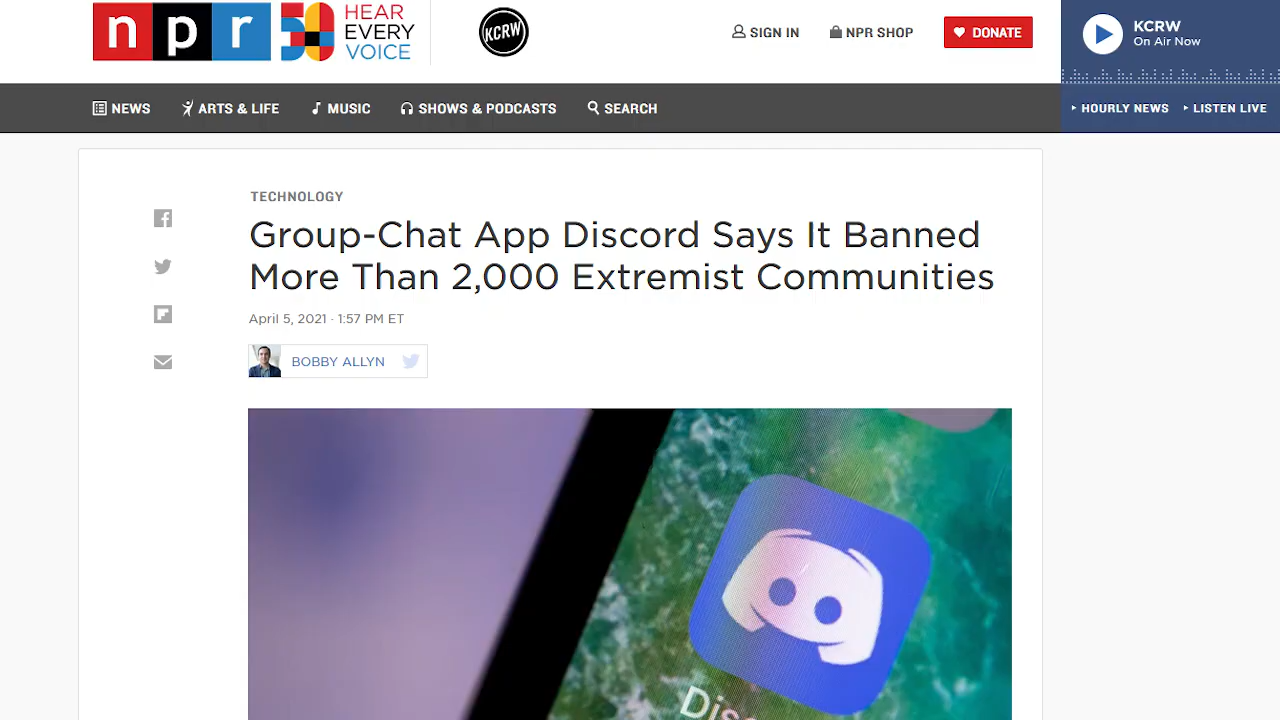 npr
HEAR
EVERY
VOICE
KCRW
SIGN IN
NPR SHOP
DONATE
KCRW
On Air Now
NEWS
ARTS & LIFE
MUSIC
SHOWS & PODCASTS
SEARCH
HOURLY NEWS
LISTEN LIVE
TECHNOLOGY
Group-Chat App Discord Says It Banned
More Than 2,000 Extremist Communities
April 5, 2021 · 1:57 PM ET
BOBBY ALLYN
Disc